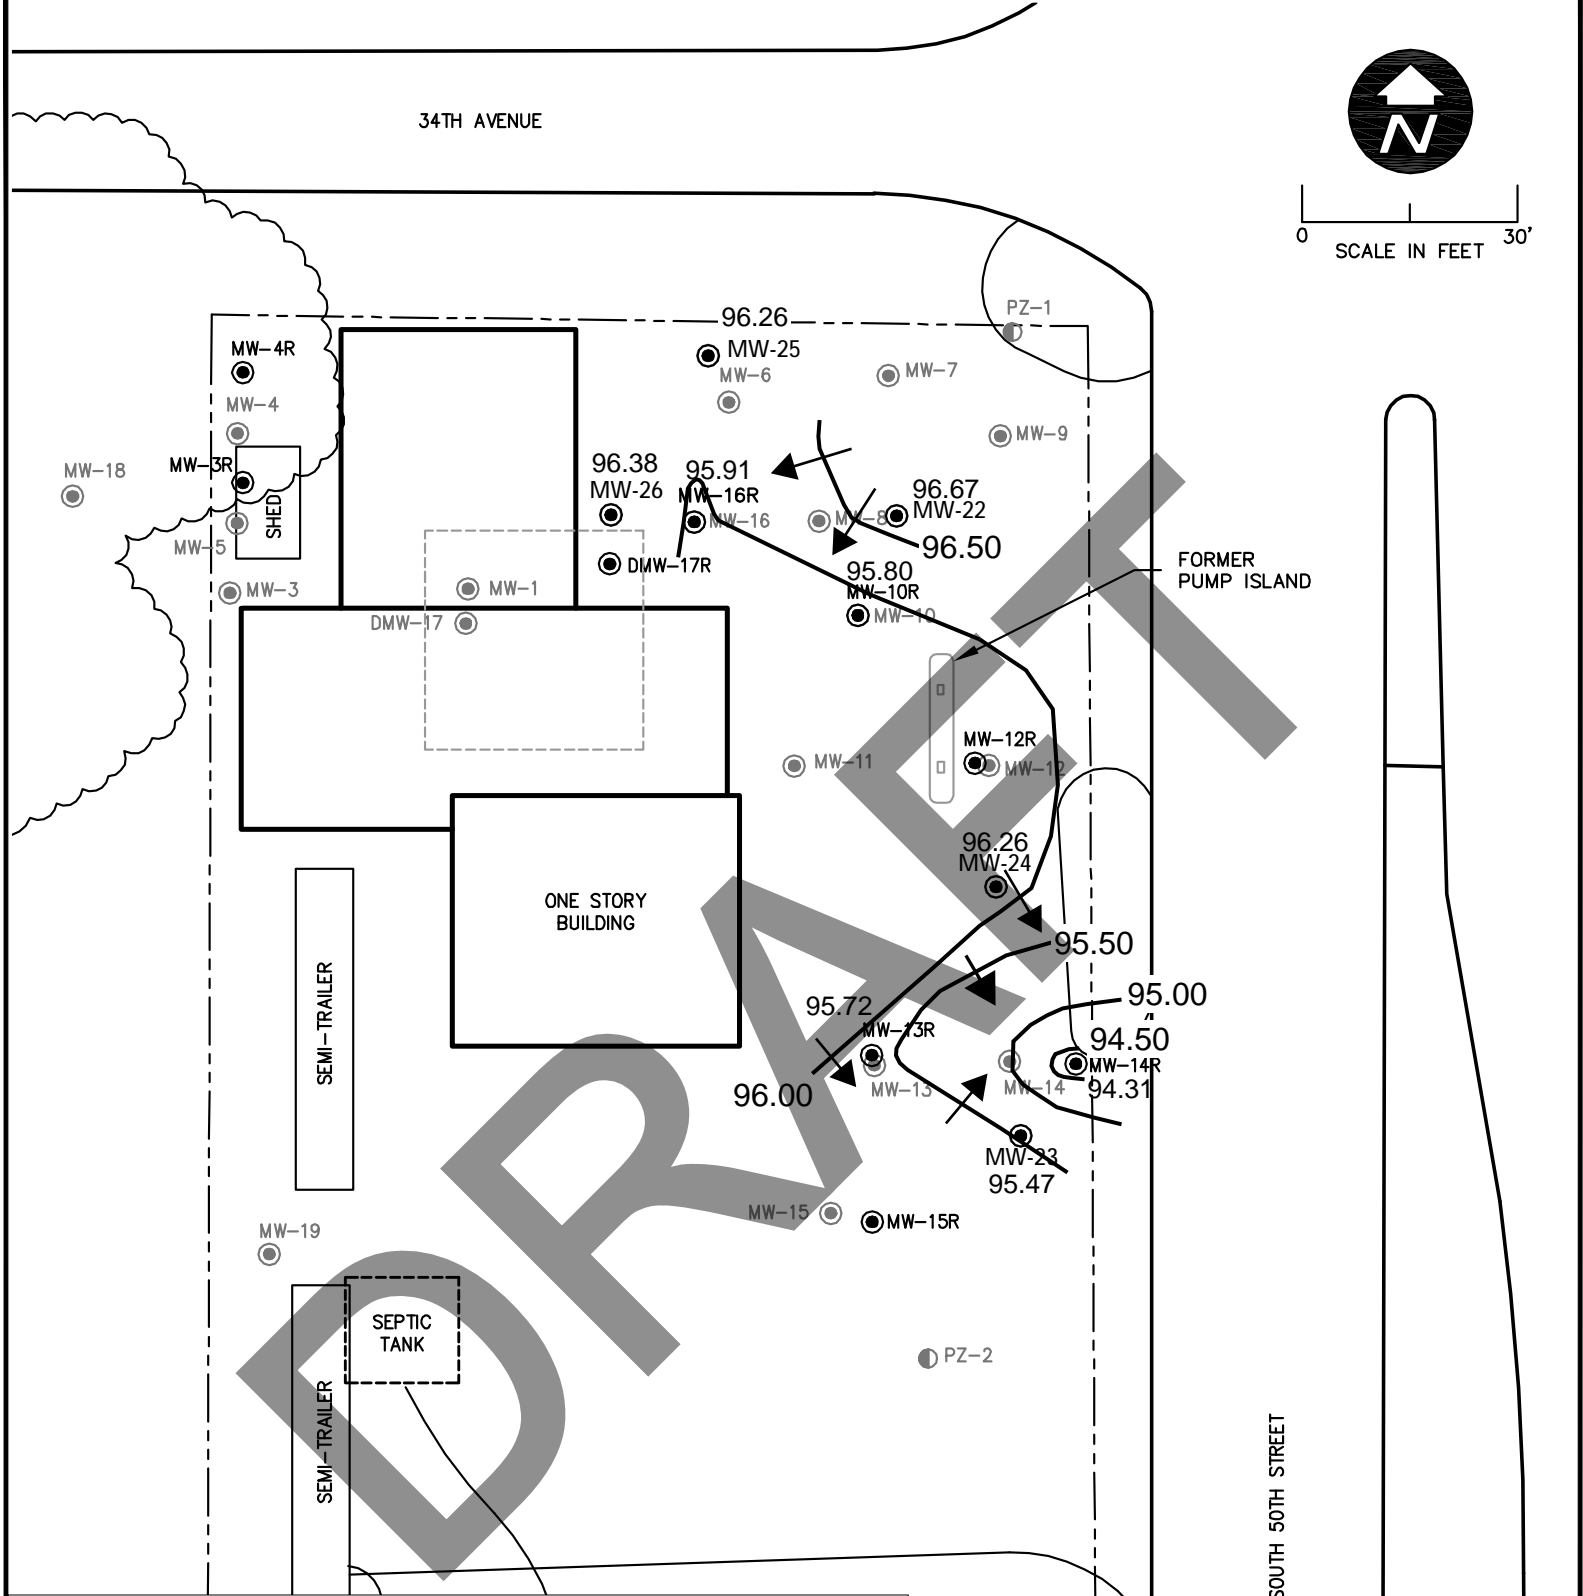 34TH AVENUE
N
0
30'
SCALE IN FEET
PZ-1
96.26
MW-25
MW-6
MW-7
MW-4R
MW-4
MW-9
MW-18
MW-3R
SHED
MW-5
MW-3
96.38
MW-26
95.91
MW-16R
MW-16
MW-8
96.67
MW-22
96.50
DMW-17R
MW-1
DMW-17
95.80
MW-10R
MW-10
FORMER
PUMP ISLAND
MW-11
MW-12R
MW-12
96.26
MW-24
ONE STORY
BUILDING
95.50
95.00
95.72
MW-13R
MW-13
96.00
94.50
MW-14R
94.31
MW-14
MW-23
95.47
SEMI-TRAILER
MW-15
MW-15R
MW-19
SEPTIC
TANK
SEMI-TRAILER
PZ-2
SOUTH 50TH STREET
DRAFT